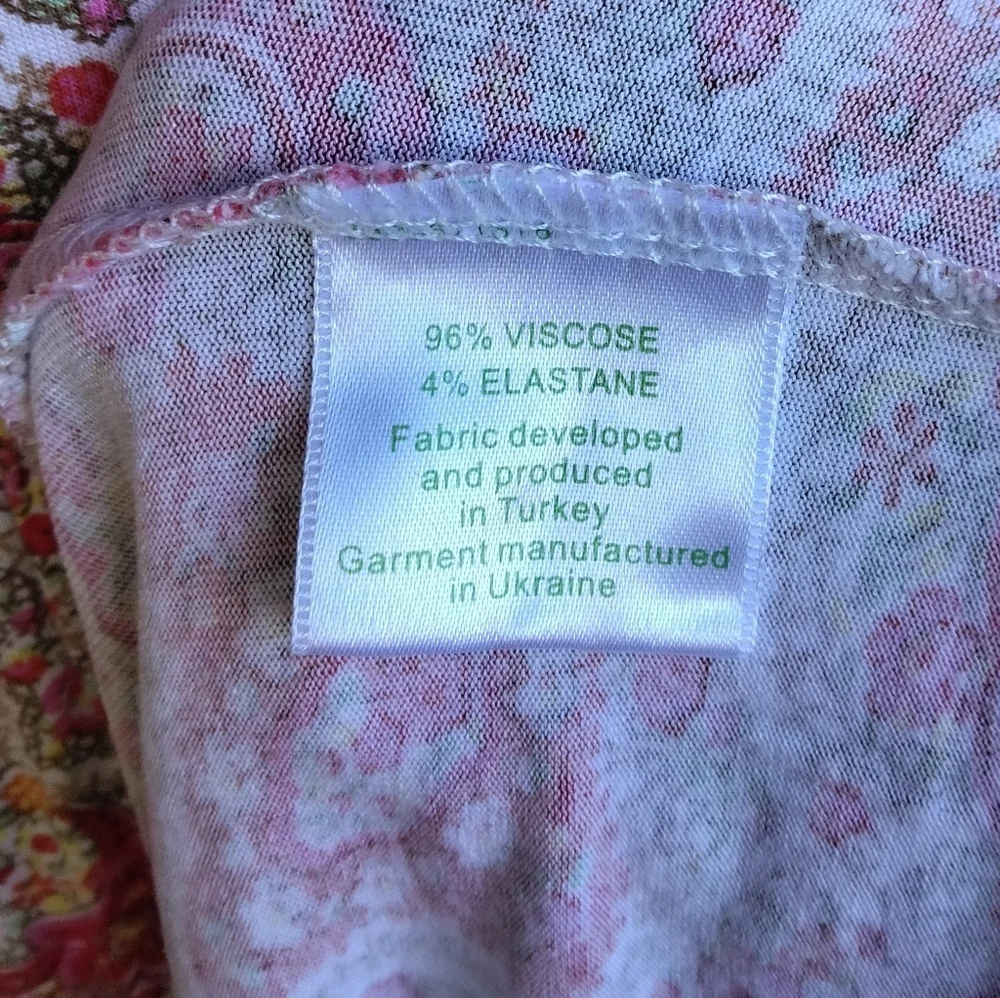 96% VISCOSE
4% ELASTANE
Fabric developed
and produced
in Turkey
Garment manufactured
in Ukraine